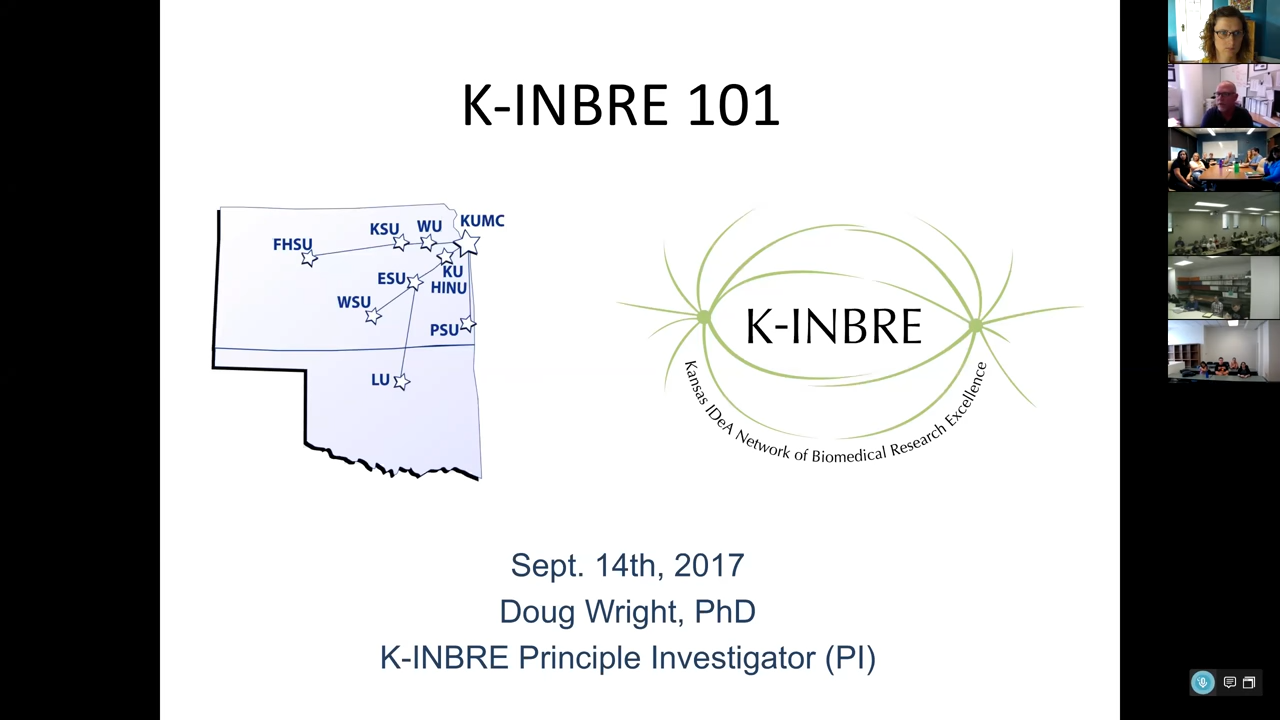 K-INBRE 101
KUMC
KSU
WU
FHSU
KU
HINU
ESU
WSU
PSU
LU
K-INBRE
Kansas IDeA Network of Biomedical Research Excellence
Sept. 14th, 2017
Doug Wright, PhD
K-INBRE Principle Investigator (PI)